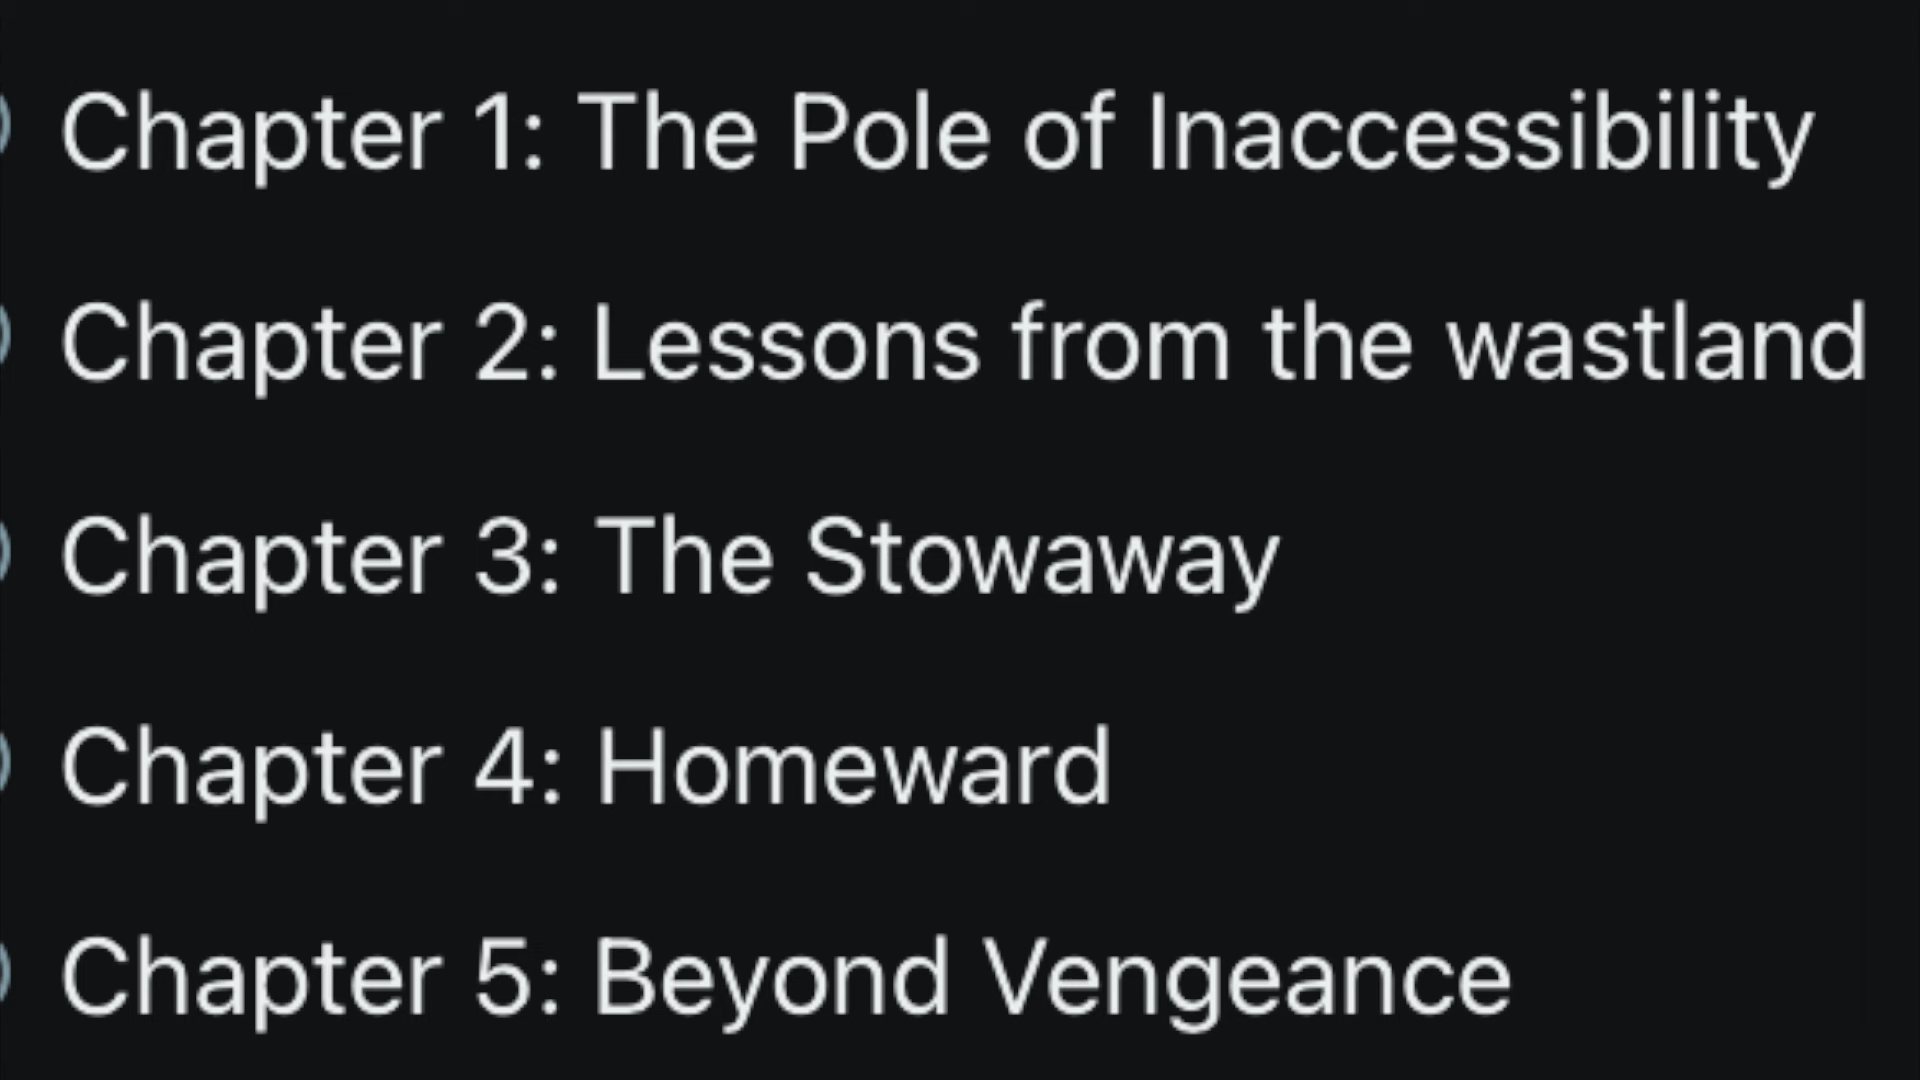 Chapter 1: The Pole of Inaccessibility
Chapter 2: Lessons from the wastland
Chapter 3: The Stowaway
Chapter 4: Homeward
Chapter 5: Beyond Vengeance